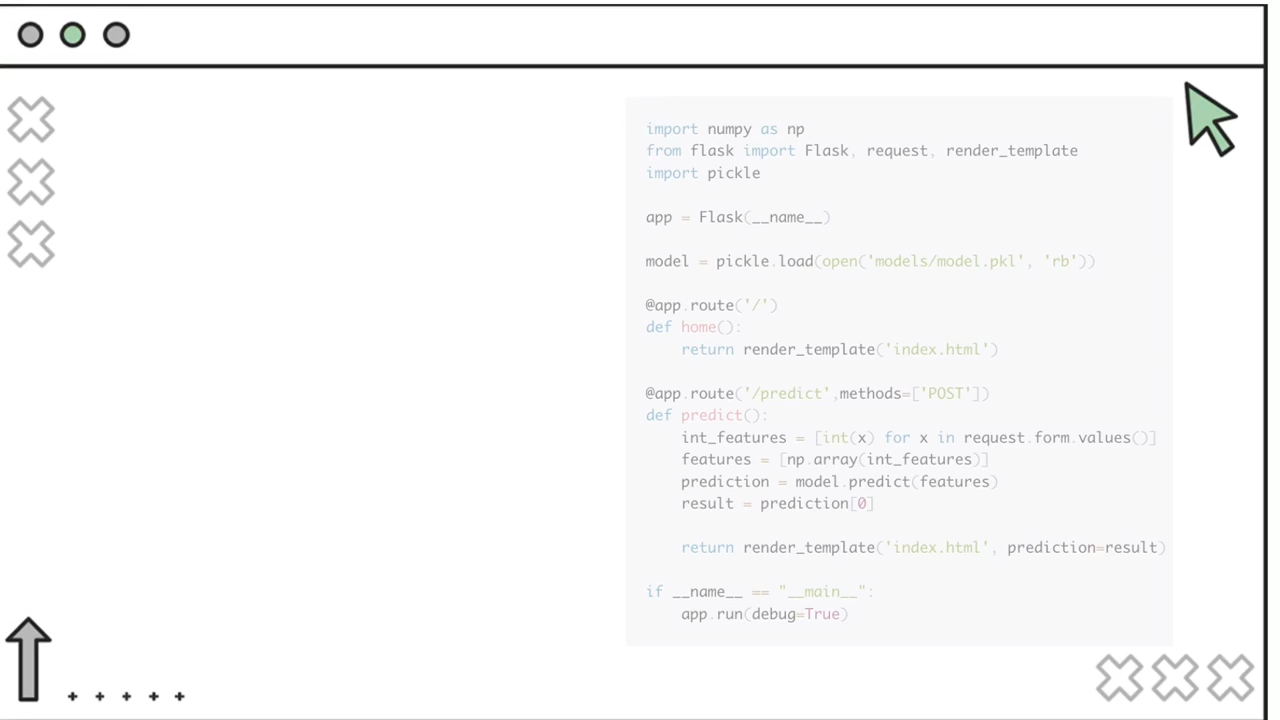 import numpy as np
from flask import Flask, request, render_template
import pickle
app = Flask(__name__)
model = pickle.load(open('models/model.pkl', 'rb'))
@app.route('/')
def home():
    return render_template('index.html')
@app.route('/predict',methods=['POST'])
def predict():
    int_features = [int(x) for x in request.form.values()]
    features = [np.array(int_features)]
    prediction = model.predict(features)
    result = prediction[0]
    return render_template('index.html', prediction=result)
if __name__ == "__main__":
    app.run(debug=True)